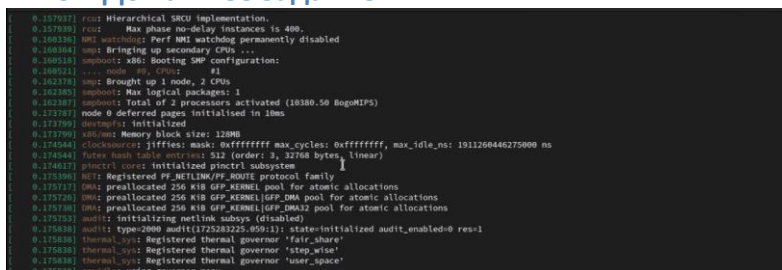 [    0.157937] rcu: Hierarchical SRCU implementation.
[    0.157939] rcu:     Max phase no-delay instances is 400.
[    0.160336] NMI watchdog: Perf NMI watchdog permanently disabled
[    0.160364] smp: Bringing up secondary CPUs ...
[    0.160518] smpboot: x86: Booting SMP configuration:
[    0.160521] .... node  #0, CPUs:      #1
[    0.162378] smp: Brought up 1 node, 2 CPUs
[    0.162385] smpboot: Max logical packages: 1
[    0.162387] smpboot: Total of 2 processors activated (10380.50 BogoMIPS)
[    0.173787] node 0 deferred pages initialised in 10ms
[    0.173799] devtmpfs: initialized
[    0.173799] x86/mm: Memory block size: 128MB
[    0.174544] clocksource: jiffies: mask: 0xffffffff max_cycles: 0xffffffff, max_idle_ns: 1911260446275000 ns
[    0.174544] futex hash table entries: 512 (order: 3, 32768 bytes, linear)
[    0.174617] pinctrl core: initialized pinctrl subsystem
[    0.175396] NET: Registered PF_NETLINK/PF_ROUTE protocol family
[    0.175717] DMA: preallocated 256 KiB GFP_KERNEL pool for atomic allocations
[    0.175726] DMA: preallocated 256 KiB GFP_KERNEL|GFP_DMA pool for atomic allocations
[    0.175736] DMA: preallocated 256 KiB GFP_KERNEL|GFP_DMA32 pool for atomic allocations
[    0.175753] audit: initializing netlink subsys (disabled)
[    0.175838] audit: type=2000 audit(1725283225.059:1): state=initialized audit_enabled=0 res=1
[    0.175838] thermal_sys: Registered thermal governor 'fair_share'
[    0.175838] thermal_sys: Registered thermal governor 'step_wise'
[    0.175838] thermal_sys: Registered thermal governor 'user_space'